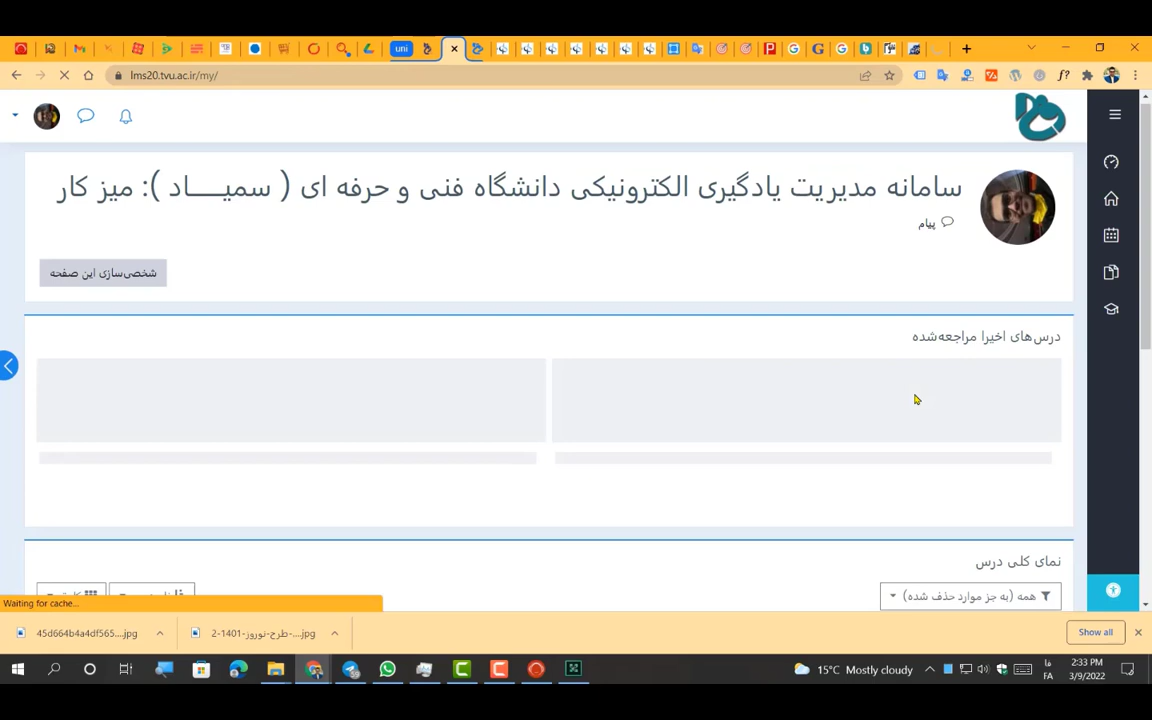 uni
lms20.tvu.ac.ir/my/
سامانه مدیریت یادگیری الکترونیکی دانشگاه فنی و حرفه ای ( سمیـــاد ): میز کار
پیام
شخصی‌سازی این صفحه
درس‌های اخیرا مراجعه‌شده
نمای کلی درس
همه (به جز موارد حذف شده)
Waiting for cache...
45d664b4a4df565....jpg
طرح-نوروز-1401-2-....jpg
Show all
15°C Mostly cloudy
فا
FA
2:33 PM
3/9/2022